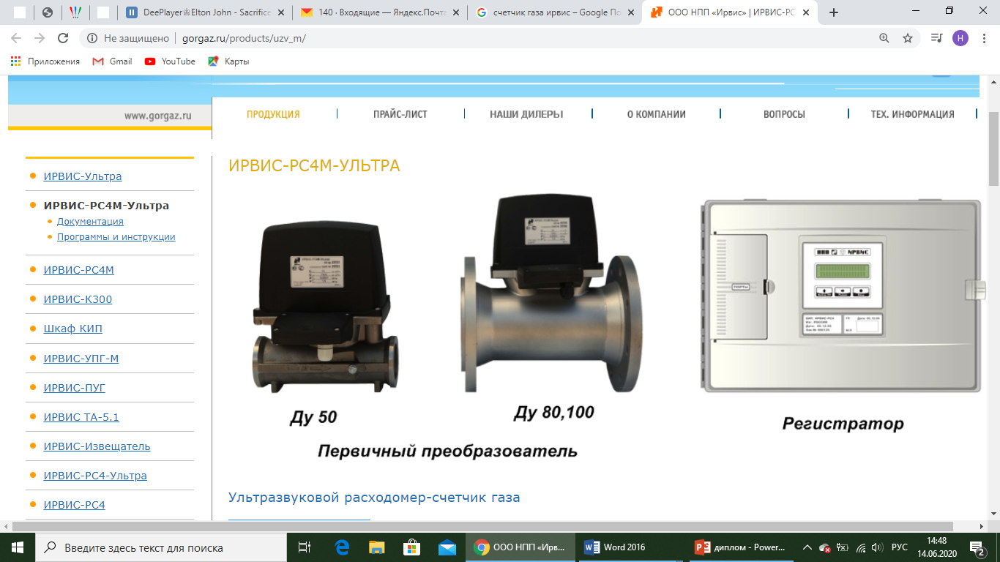 DeePlayer♔Elton John - Sacrifice
140 · Входящие — Яндекс.Почта
счетчик газа ирвис – Google По
ООО НПП «Ирвис» | ИРВИС-РС
Не защищено | gorgaz.ru/products/uzv_m/
Н
Приложения
Gmail
YouTube
Карты
www.gorgaz.ru
ПРОДУКЦИЯ
ПРАЙС-ЛИСТ
НАШИ ДИЛЕРЫ
О КОМПАНИИ
ВОПРОСЫ
ТЕХ. ИНФОРМАЦИЯ
ИРВИС-Ультра
ИРВИС-РС4М-Ультра
Документация
Программы и инструкции
ИРВИС-РС4М
ИРВИС-К300
Шкаф КИП
ИРВИС-УПГ-М
ИРВИС-ПУГ
ИРВИС ТА-5.1
ИРВИС-Извещатель
ИРВИС-РС4-Ультра
ИРВИС-РС4
ИРВИС-РС4М-УЛЬТРА
НПП ИРВИС
ПОРТЫ
Ду 50
Ду 80,100
Первичный преобразователь
Регистратор
Ультразвуковой расходомер-счетчик газа
Введите здесь текст для поиска
ООО НПП «Ирв...
Word 2016
диплом - Power...
РУС
14:48
14.06.2020
2